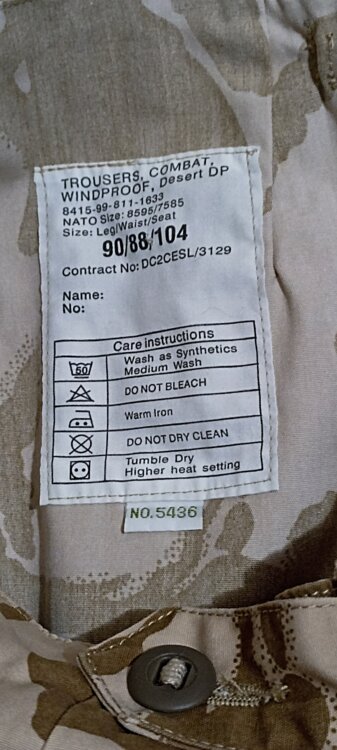 TROUSERS, COMBAT,
WINDPROOF, Desert DP
8415-99-811-1633
NATO Size: 8595/7585
Size: Leg/Waist/Seat
90/88/104
Contract No: DC2CESL/3129
Name:
No:
Care instructions
50 Wash as Synthetics
Medium Wash
DO NOT BLEACH
Warm Iron
DO NOT DRY CLEAN
Tumble Dry
Higher heat setting
NO.5436